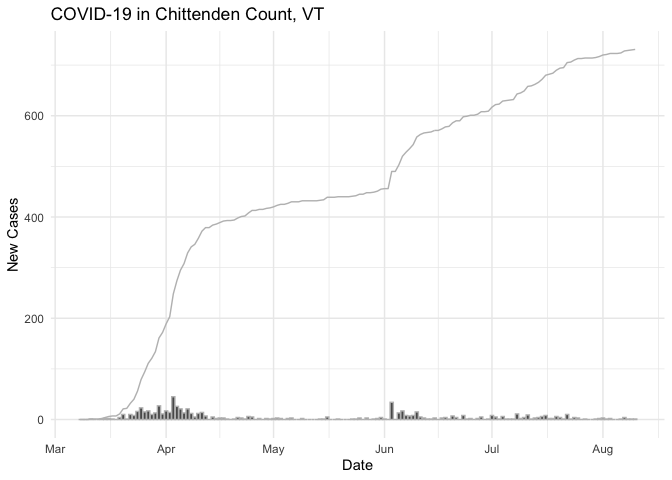 COVID-19 in Chittenden Count, VT
New Cases
600
400
200
0
Mar Apr May Jun Jul Aug
Date